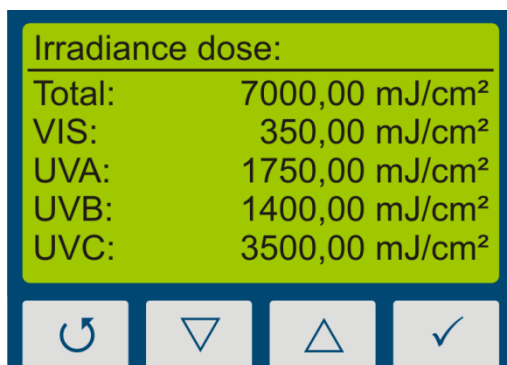 Irradiance dose:
Total: 7000,00 mJ/cm²
VIS: 350,00 mJ/cm²
UVA: 1750,00 mJ/cm²
UVB: 1400,00 mJ/cm²
UVC: 3500,00 mJ/cm²